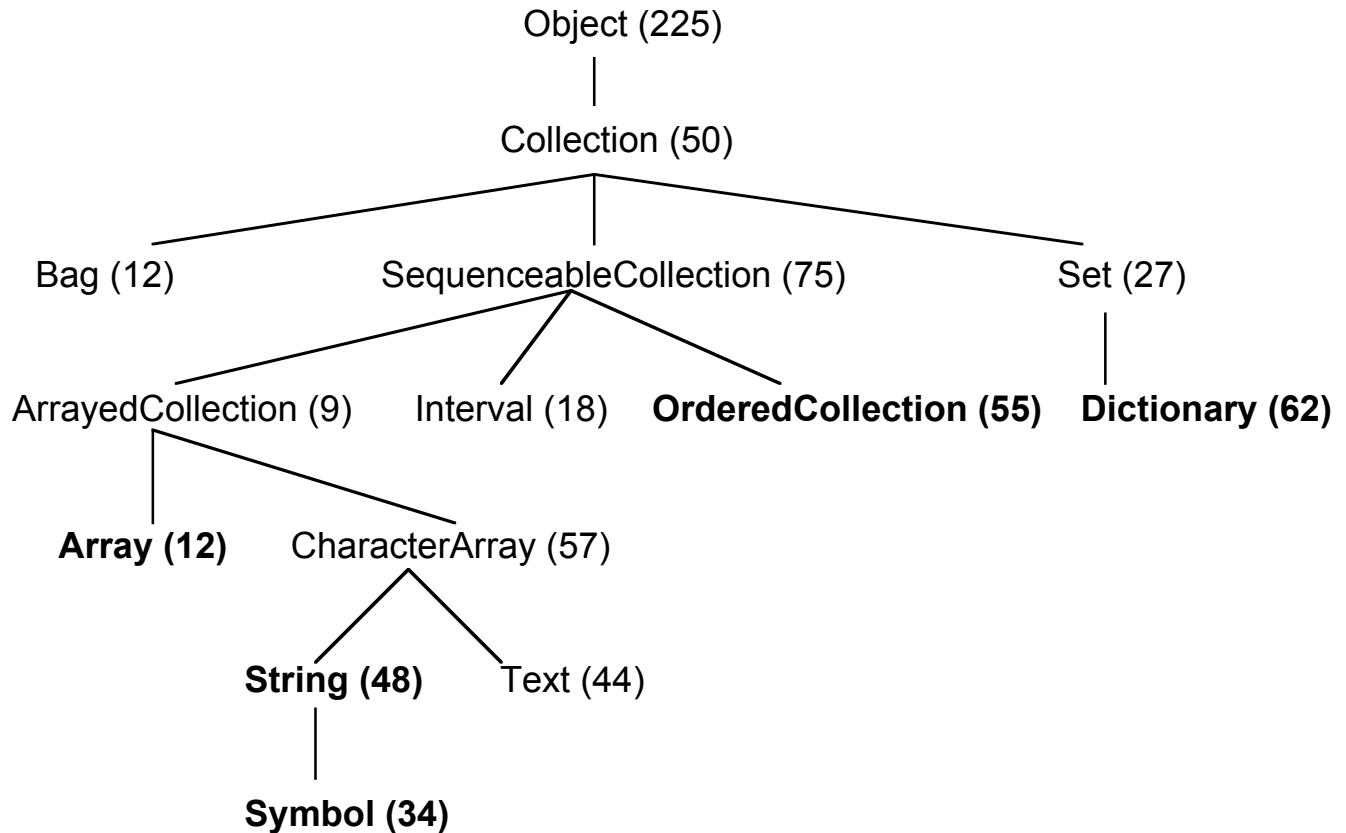 Object (225)
Collection (50)
Bag (12) SequenceableCollection (75) Set (27)
ArrayedCollection (9) Interval (18) OrderedCollection (55) Dictionary (62)
Array (12) CharacterArray (57)
String (48) Text (44)
Symbol (34)